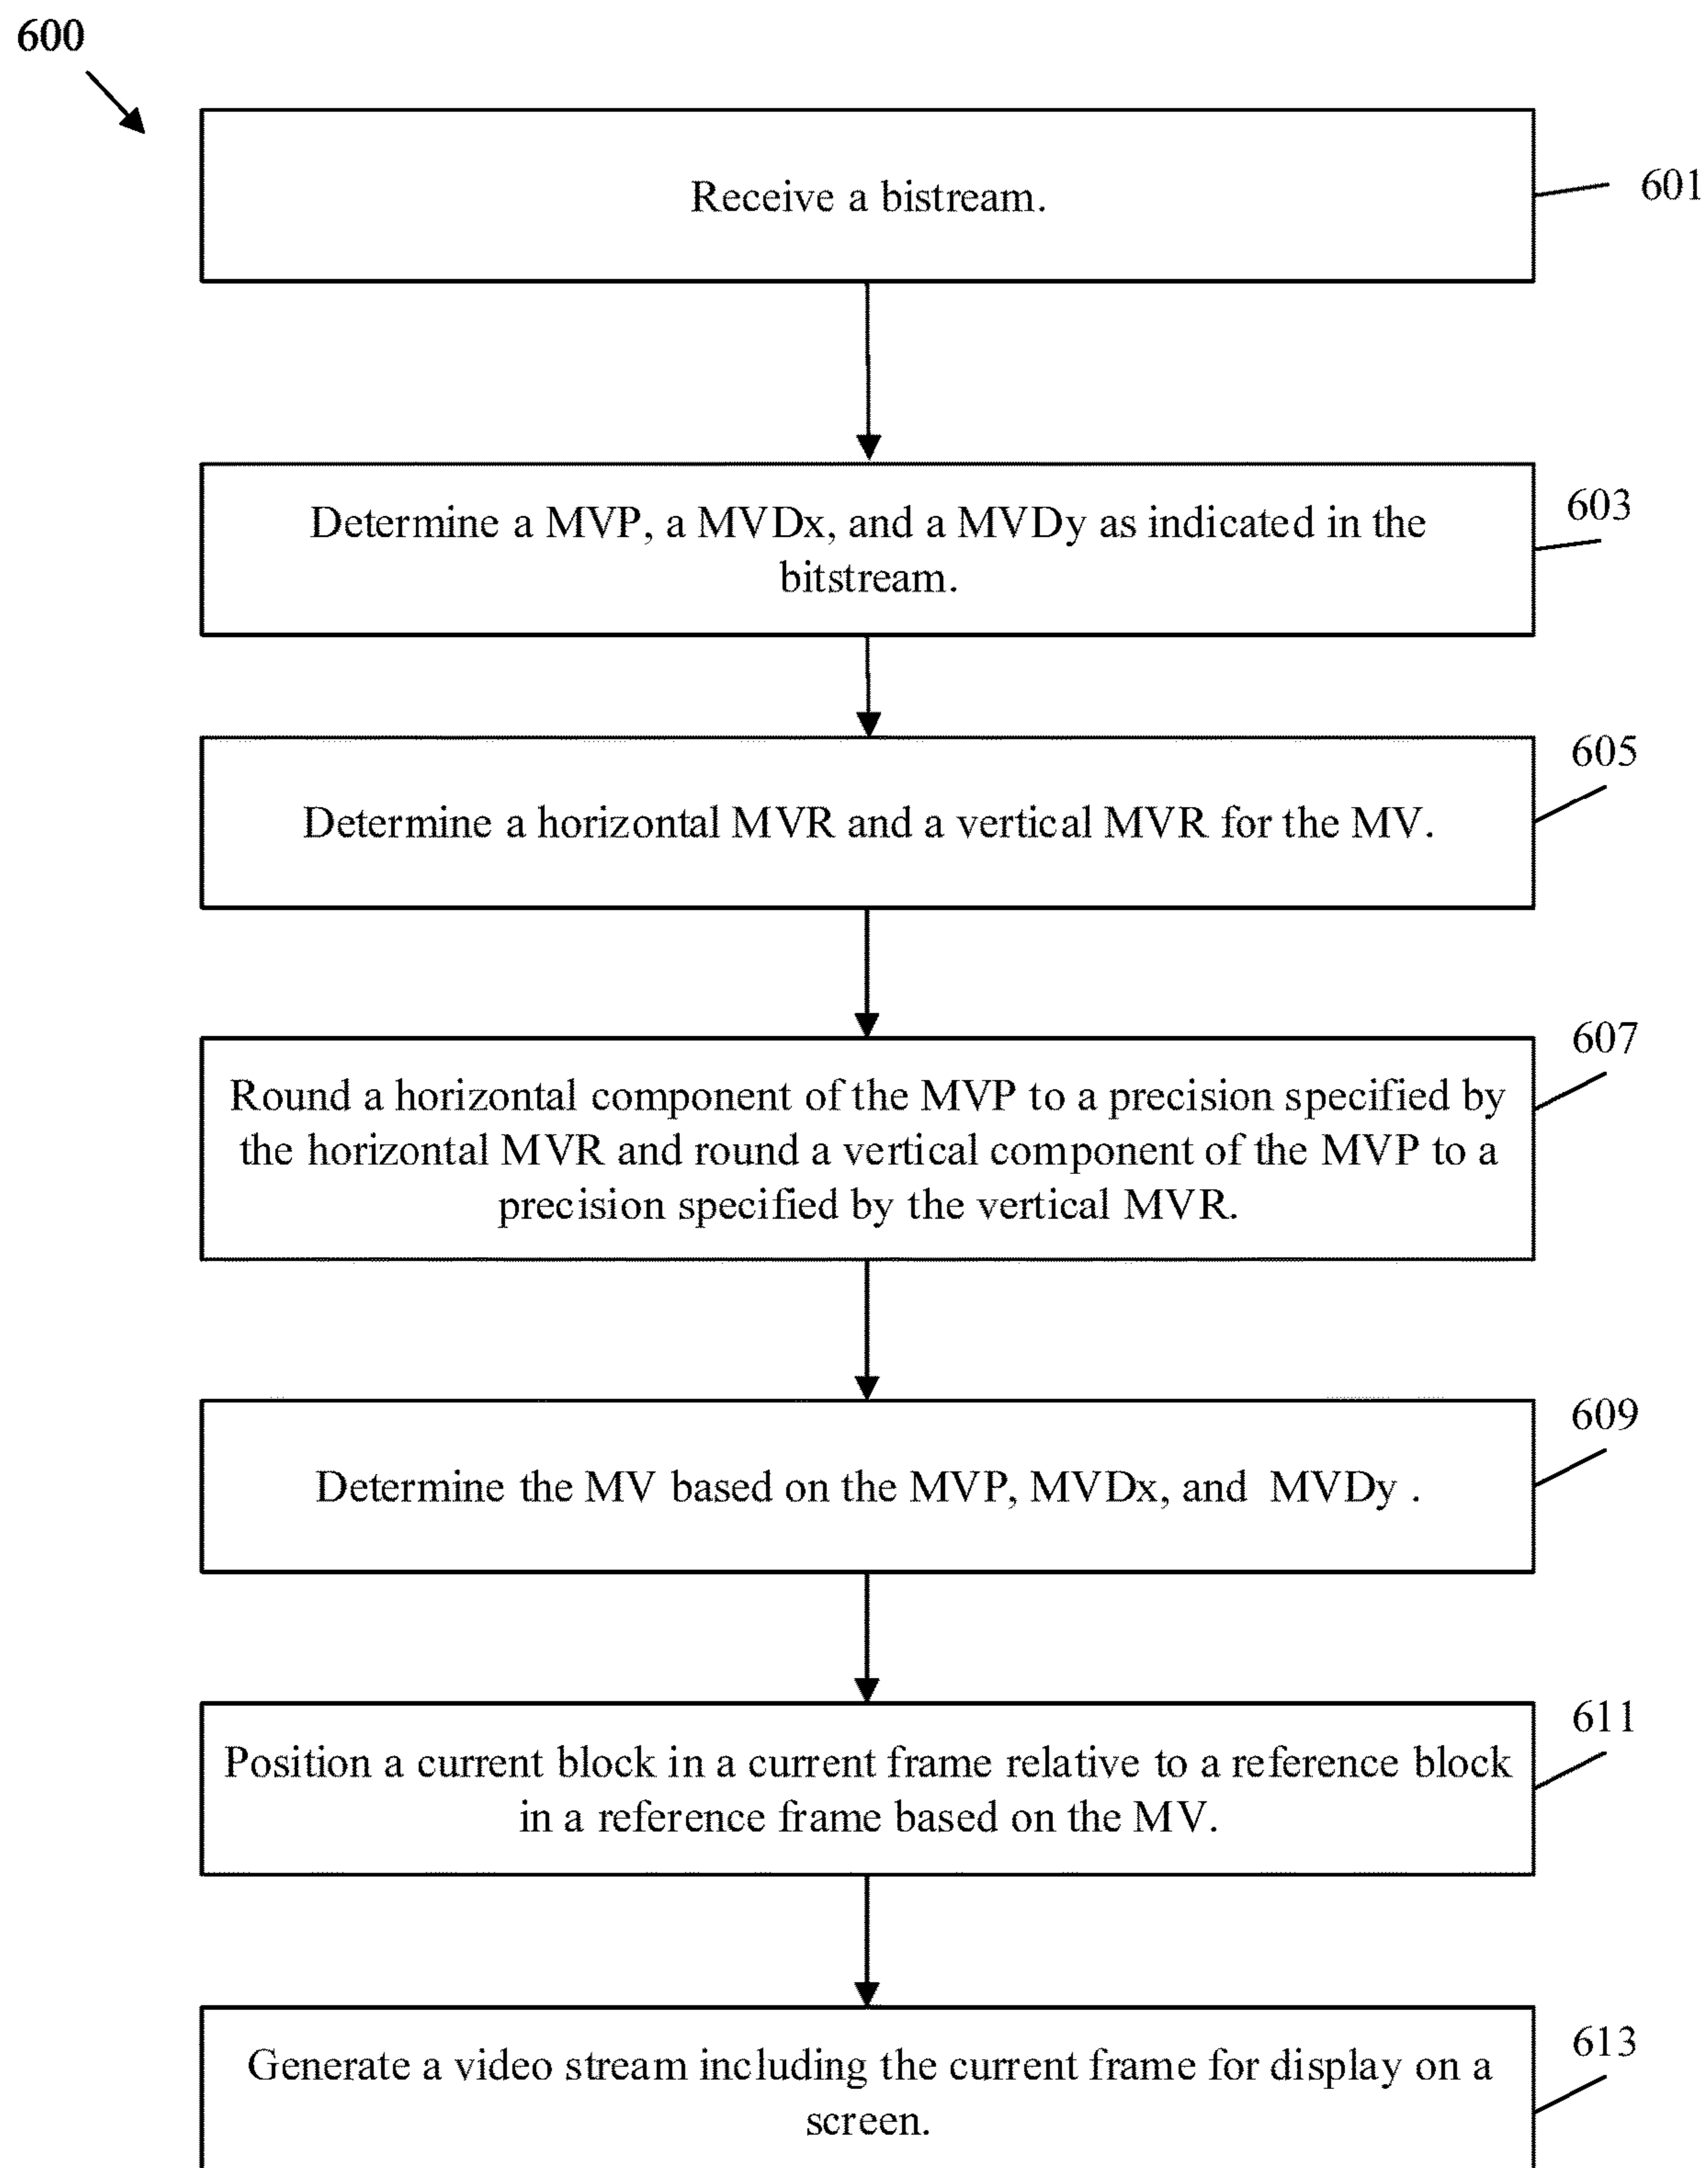 600
Receive a bistream.
601
Determine a MVP, a MVDx, and a MVDy as indicated in the
bitstream.
603
Determine a horizontal MVR and a vertical MVR for the MV.
605
Round a horizontal component of the MVP to a precision specified by
the horizontal MVR and round a vertical component of the MVP to a
precision specified by the vertical MVR.
607
Determine the MV based on the MVP, MVDx, and MVDy .
609
Position a current block in a current frame relative to a reference block
in a reference frame based on the MV.
611
Generate a video stream including the current frame for display on a
screen.
613